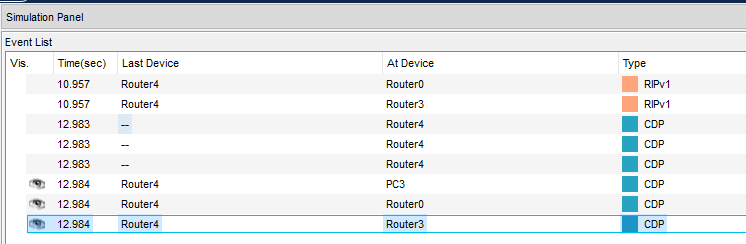 Simulation Panel
Event List
Vis. Time(sec) Last Device At Device Type
10.957 Router4 Router0 RIPv1
10.957 Router4 Router3 RIPv1
12.983 -- Router4 CDP
12.983 -- Router4 CDP
12.983 -- Router4 CDP
12.984 Router4 PC3 CDP
12.984 Router4 Router0 CDP
12.984 Router4 Router3 CDP